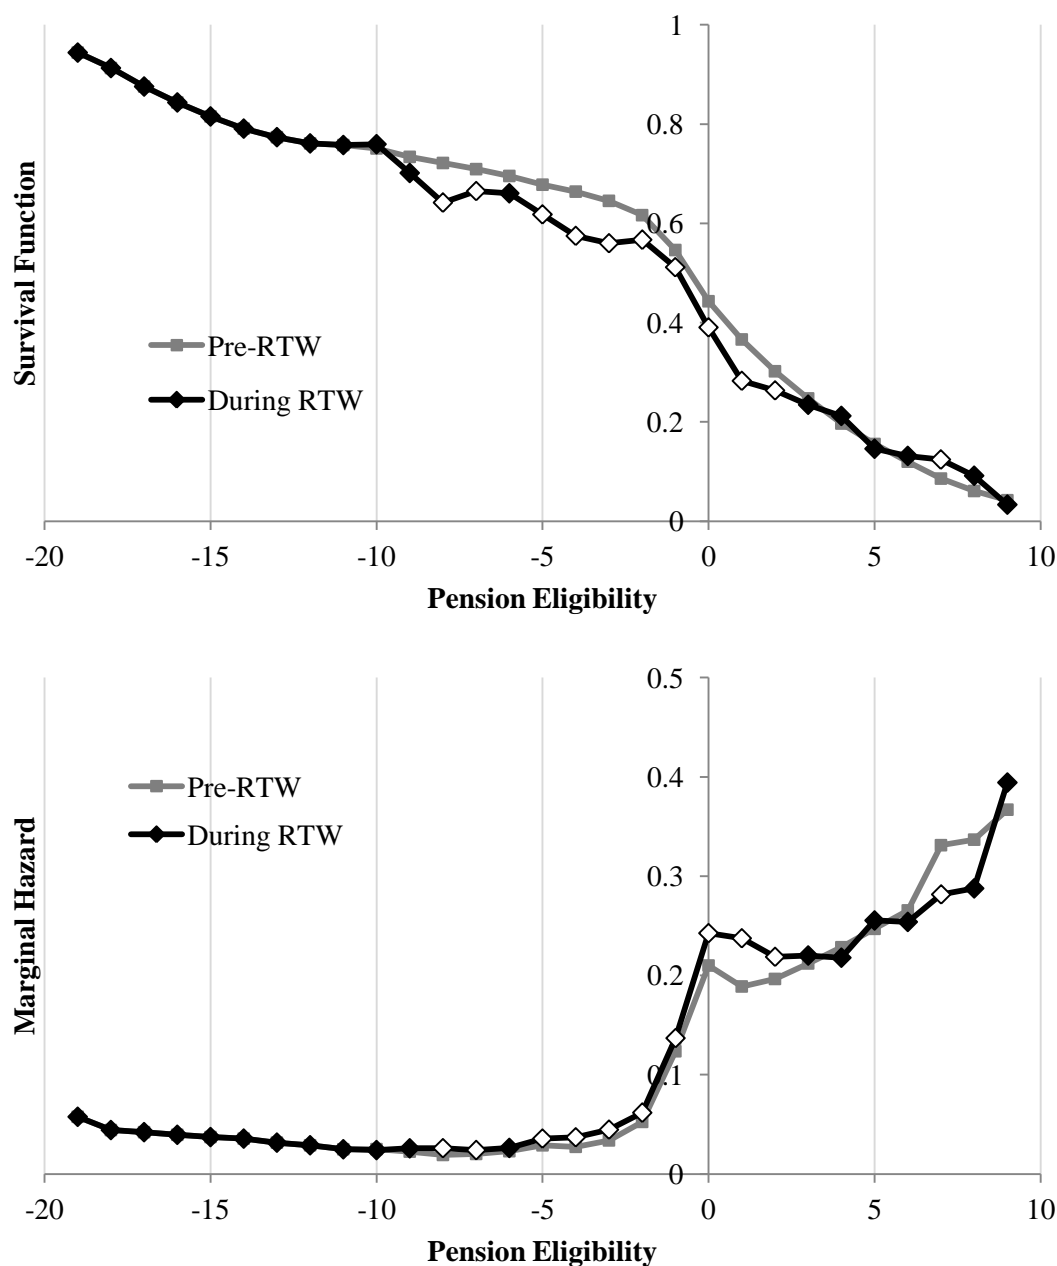 1
0.8
0.6
0.4
0.2
0
Survival Function
Pre-RTW
During RTW
-20 -15 -10 -5 0 5 10
Pension Eligibility
0.5
0.4
0.3
0.2
0.1
0
Marginal Hazard
Pre-RTW
During RTW
-20 -15 -10 -5 0 5 10
Pension Eligibility